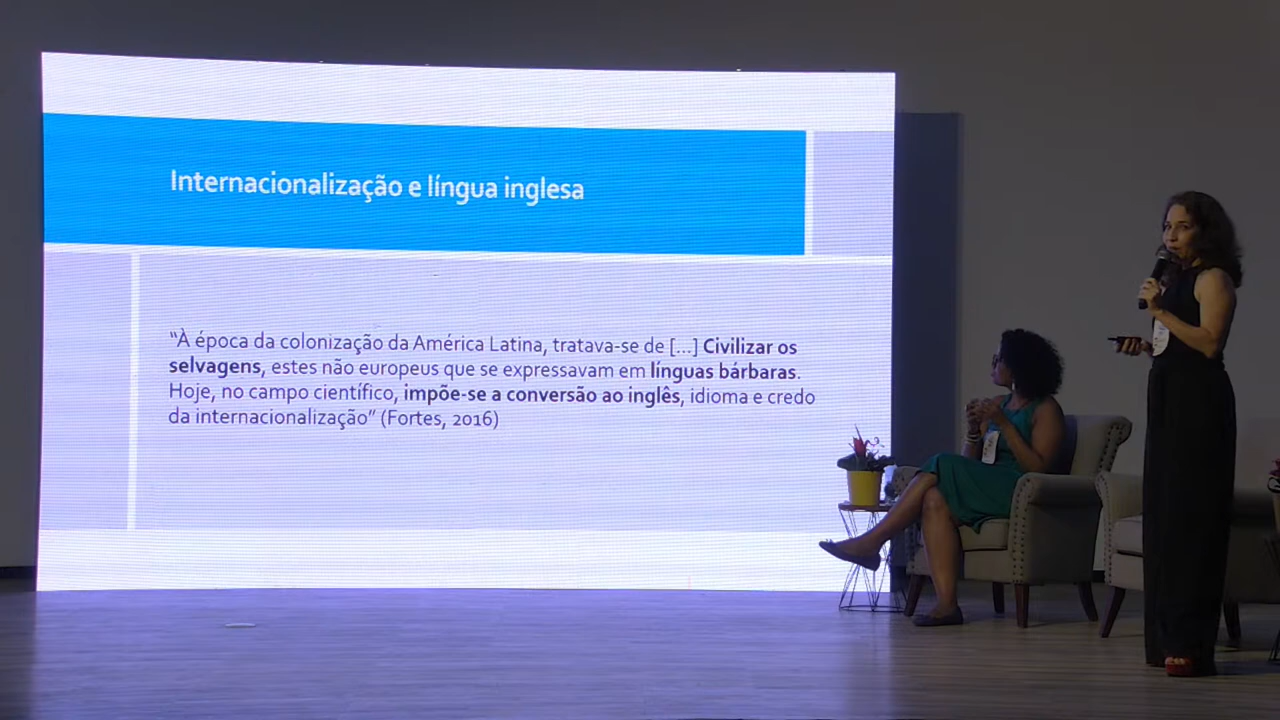 Internacionalização e língua inglesa
“À época da colonização da América Latina, tratava-se de [...] Civilizar os
selvagens, estes não europeus que se expressavam em línguas bárbaras.
Hoje, no campo científico, impõe-se a conversão ao inglês, idioma e credo
da internacionalização” (Fortes, 2016)